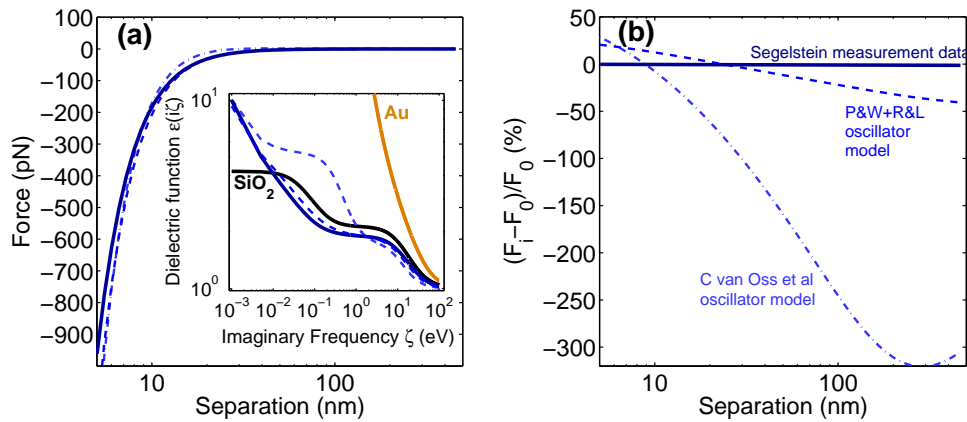 (a)
0
−100
−200
−300
−400
−500
−600
−700
−800
−900
Force (pN)
10
100
Separation (nm)
10¹
10⁰
Dielectric function ε(iζ)
Au
SiO₂
10⁻³
10⁻²
10⁻¹
10⁰
10¹
10²
Imaginary Frequency ζ (eV)
(b)
50
0
−50
−100
−150
−200
−250
−300
(Fᵢ−F₀)/F₀ (%)
Segelstein measurement data
P&W+R&L
oscillator
model
C van Oss et al
oscillator model
10
100
Separation (nm)